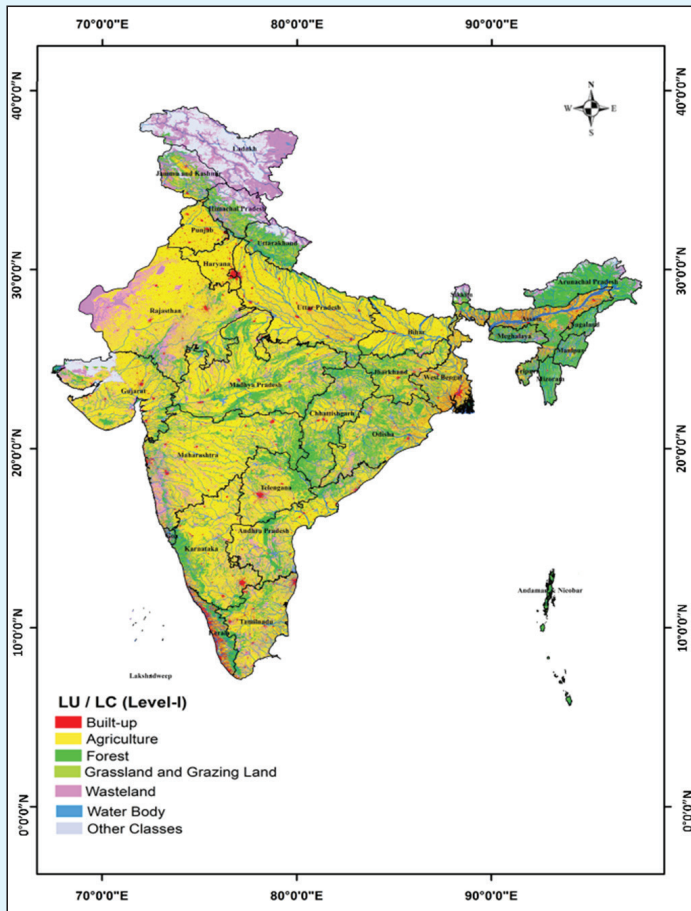 70°0'0"E 80°0'0"E 90°0'0"E
40°0'0"N 40°0'0"N
N
W E
S
Ladakh
Jammu and Kashmir
Himachal Pradesh
Punjab
Uttarakhand
Haryana
30°0'0"N 30°0'0"N
Arunachal Pradesh
Sikkim
Rajasthan
Uttar Pradesh
Assam
Nagaland
Bihar
Meghalaya
Manipur
Jharkhand
Tripura
Mizoram
West Bengal
Gujarat
Madhya Pradesh
Chhattishgarh
Odisha
20°0'0"N 20°0'0"N
Maharashtra
Telengana
Andhra Pradesh
Karnataka
Andaman & Nicobar
10°0'0"N 10°0'0"N
Tamilnadu
Lakshdweep
LU / LC (Level-I)
Built-up
Agriculture
Forest
Grassland and Grazing Land
Wasteland
Water Body
Other Classes
0°0'0"N 0°0'0"N
70°0'0"E 80°0'0"E 90°0'0"E